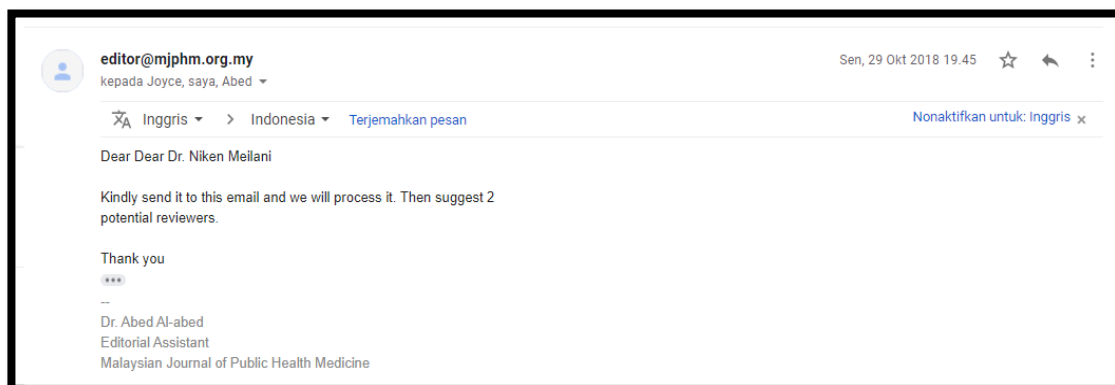 editor@mjphm.org.my
Sen, 29 Okt 2018 19.45
kepada Joyce, saya, Abed
Inggris > Indonesia Terjemahkan pesan
Nonaktifkan untuk: Inggris ×
Dear Dear Dr. Niken Meilani
Kindly send it to this email and we will process it. Then suggest 2
potential reviewers.
Thank you
--
Dr. Abed Al-abed
Editorial Assistant
Malaysian Journal of Public Health Medicine